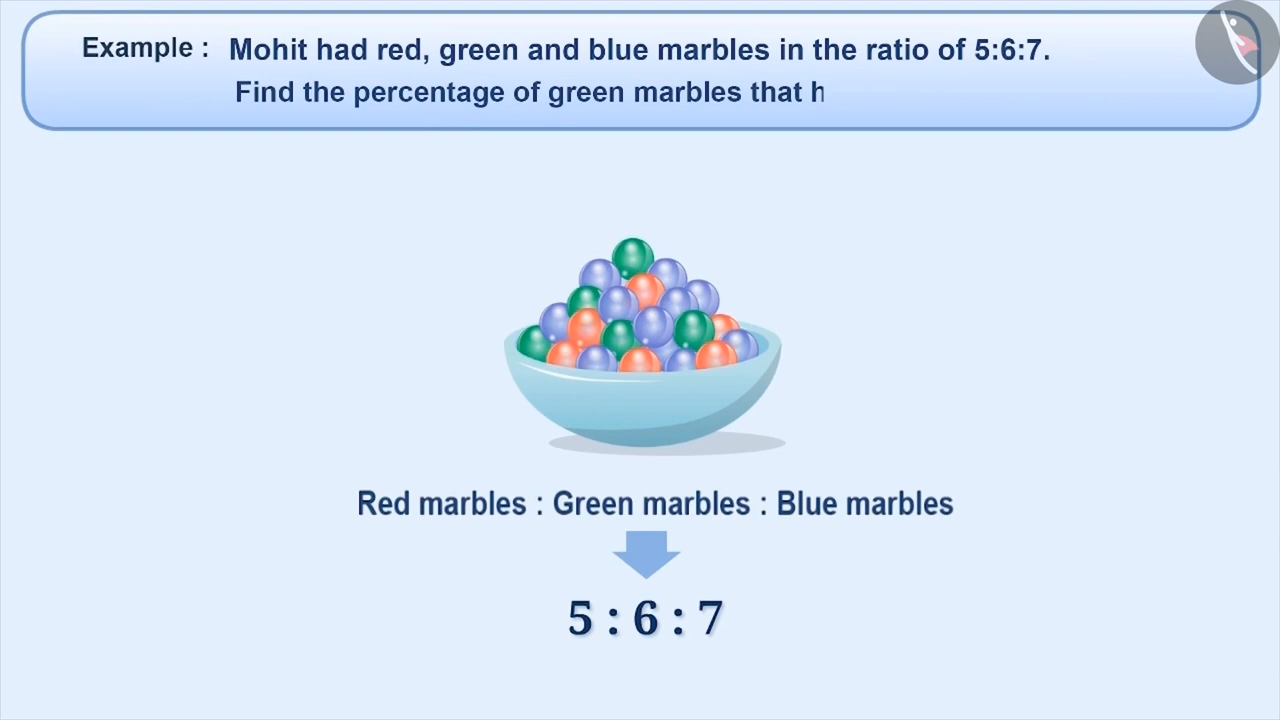 Example : Mohit had red, green and blue marbles in the ratio of 5:6:7.
Find the percentage of green marbles that h
Red marbles : Green marbles : Blue marbles
5 : 6 : 7